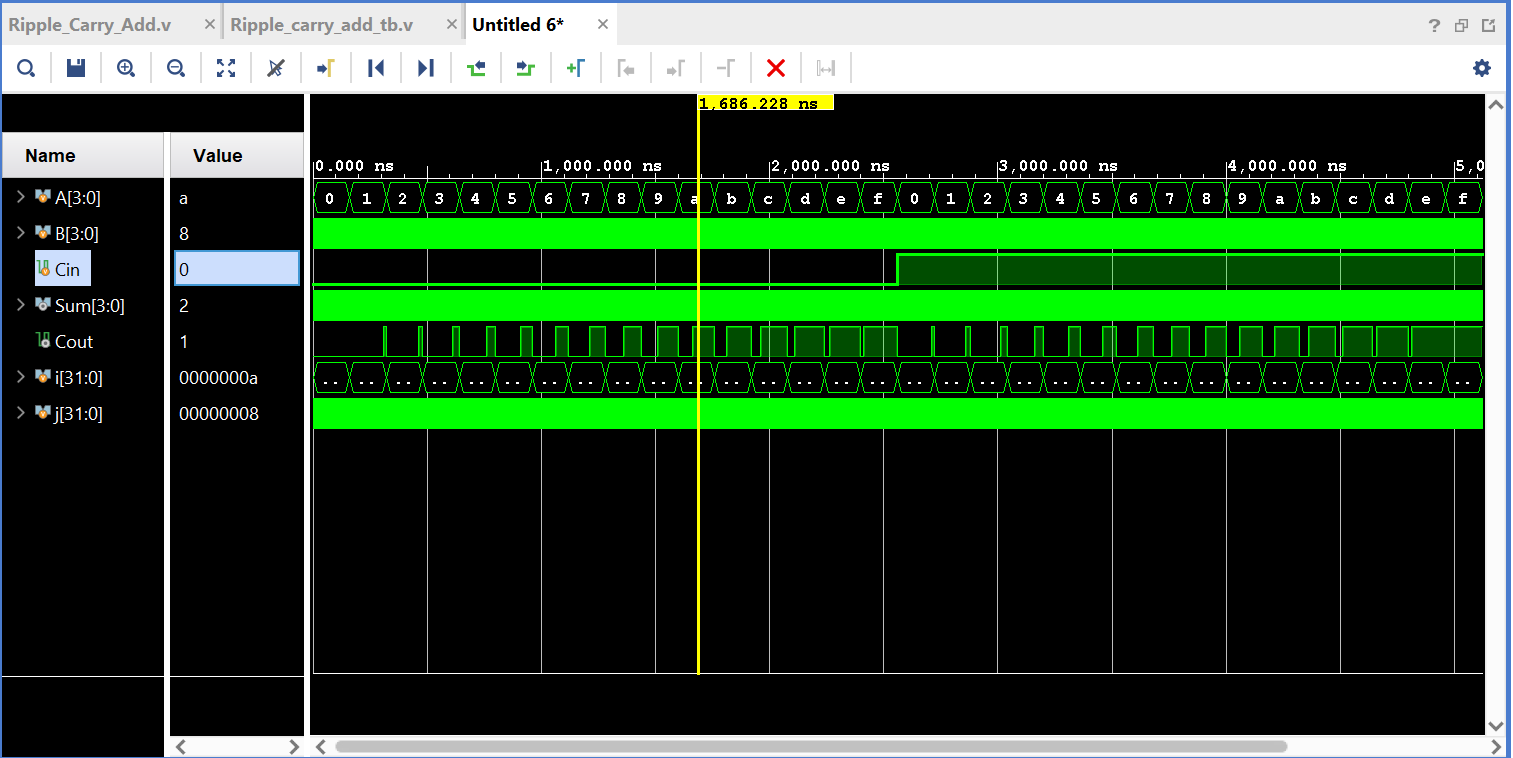 Ripple_Carry_Add.v × Ripple_carry_add_tb.v × Untitled 6* ×
1,686.228 ns
Name Value
0.000 ns 1,000.000 ns 2,000.000 ns 3,000.000 ns 4,000.000 ns 5,0
A[3:0] a 0 1 2 3 4 5 6 7 8 9 a b c d e f 0 1 2 3 4 5 6 7 8 9 a b c d e f
B[3:0] 8
Cin 0
Sum[3:0] 2
Cout 1
i[31:0] 0000000a .. .. .. .. .. .. .. .. .. .. .. .. .. .. .. .. .. .. .. .. .. .. .. .. .. .. .. .. .. .. .. ..
j[31:0] 00000008